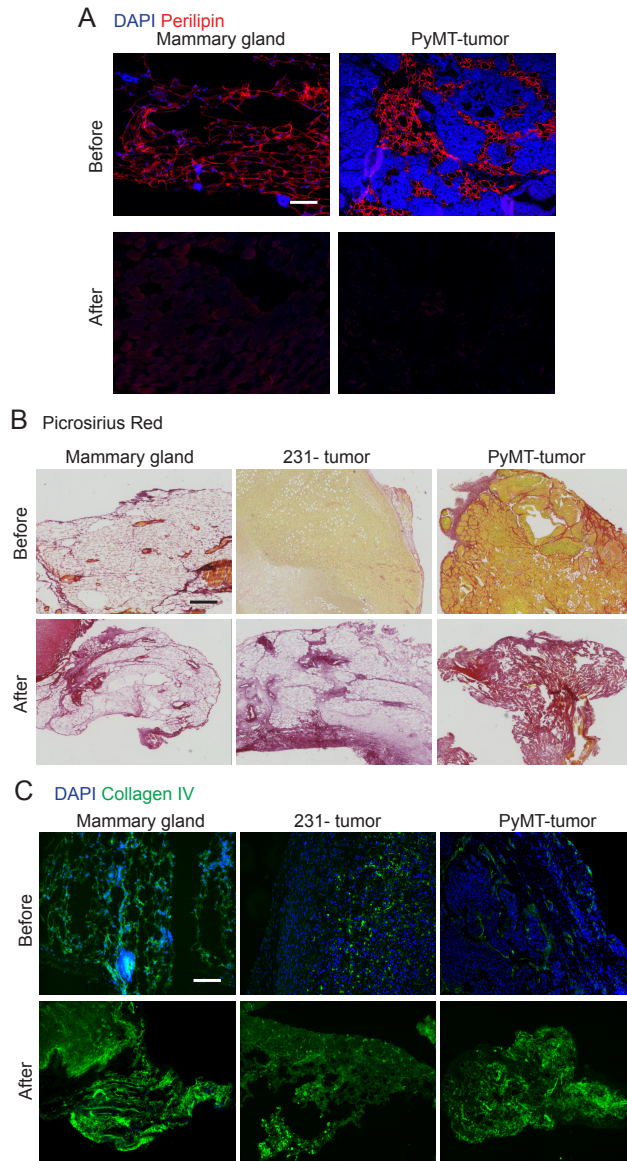 A DAPI Perilipin
Mammary gland PyMT-tumor
Before
After
B Picrosirius Red
Mammary gland 231- tumor PyMT-tumor
Before
After
C DAPI Collagen IV
Mammary gland 231- tumor PyMT-tumor
Before
After